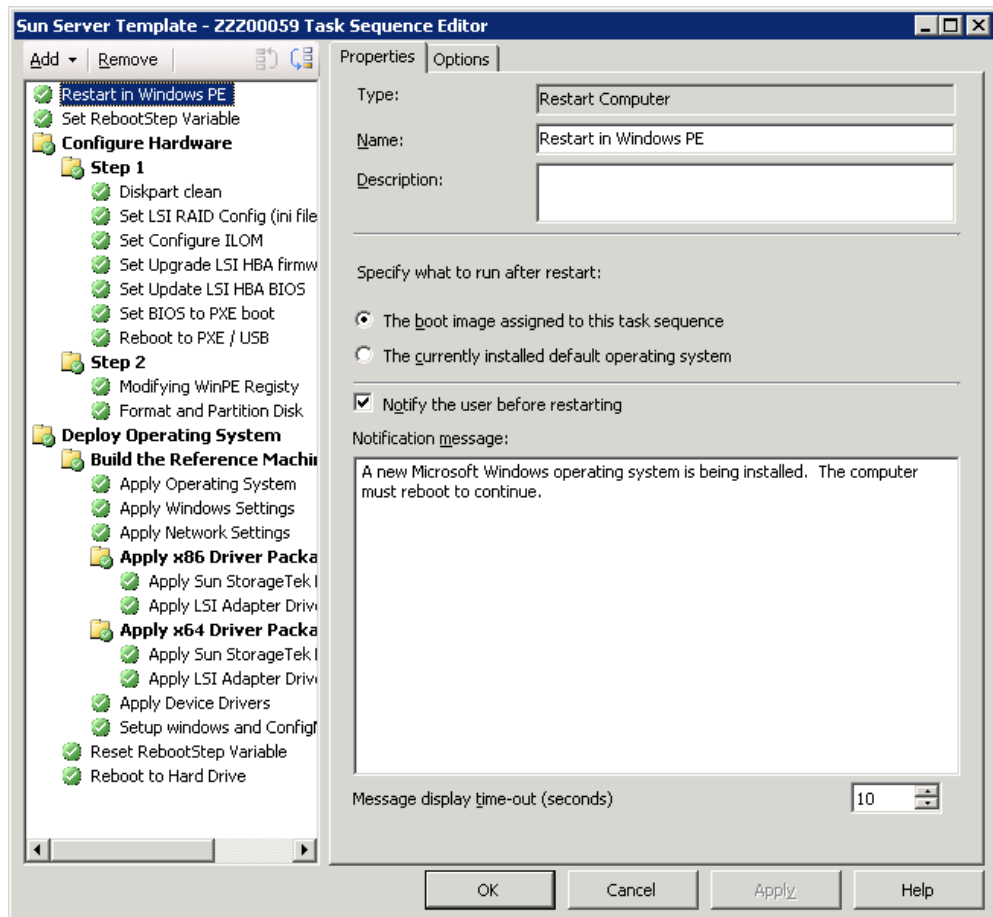 Sun Server Template - ZZZ00059 Task Sequence Editor
Add
Remove
Restart in Windows PE
Set RebootStep Variable
Configure Hardware
Step 1
Diskpart clean
Set LSI RAID Config (ini file
Set Configure ILOM
Set Upgrade LSI HBA firmw
Set Update LSI HBA BIOS
Set BIOS to PXE boot
Reboot to PXE / USB
Step 2
Modifying WinPE Registy
Format and Partition Disk
Deploy Operating System
Build the Reference Machin
Apply Operating System
Apply Windows Settings
Apply Network Settings
Apply x86 Driver Packa
Apply Sun StorageTek
Apply LSI Adapter Drive
Apply x64 Driver Packa
Apply Sun StorageTek
Apply LSI Adapter Drive
Apply Device Drivers
Setup windows and Config
Reset RebootStep Variable
Reboot to Hard Drive
Properties
Options
Type:
Restart Computer
Name:
Restart in Windows PE
Description:
Specify what to run after restart:
The boot image assigned to this task sequence
The currently installed default operating system
Notify the user before restarting
Notification message:
A new Microsoft Windows operating system is being installed.  The computer
must reboot to continue.
Message display time-out (seconds)
10
OK
Cancel
Apply
Help